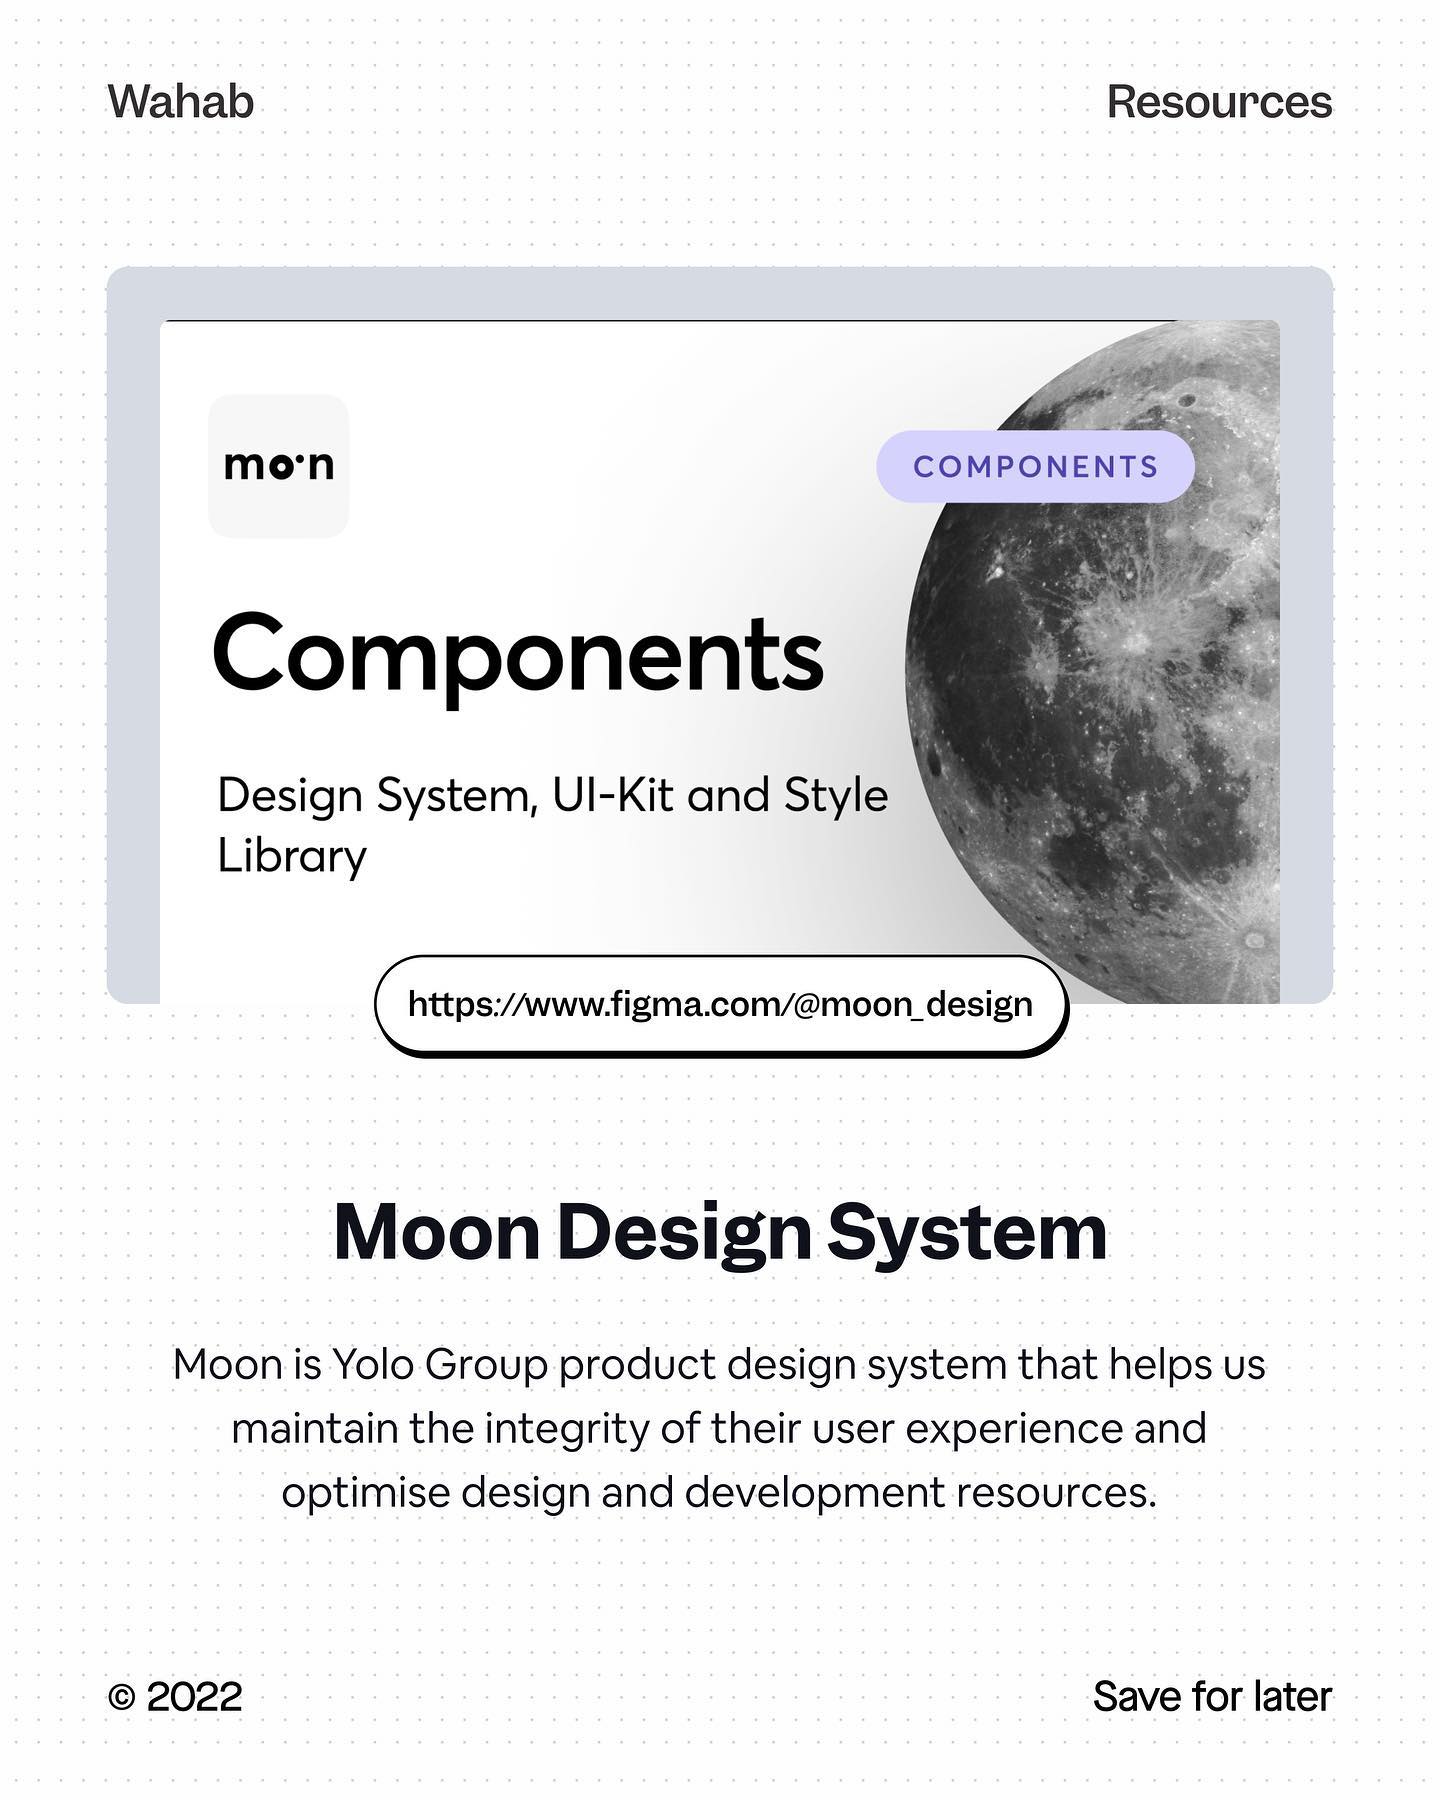 Wahab
Resources
moon
COMPONENTS
Components
Design System, UI-Kit and Style
Library
https://www.figma.com/@moon_design
Moon Design System
Moon is Yolo Group product design system that helps us
maintain the integrity of their user experience and
optimise design and development resources.
© 2022
Save for later